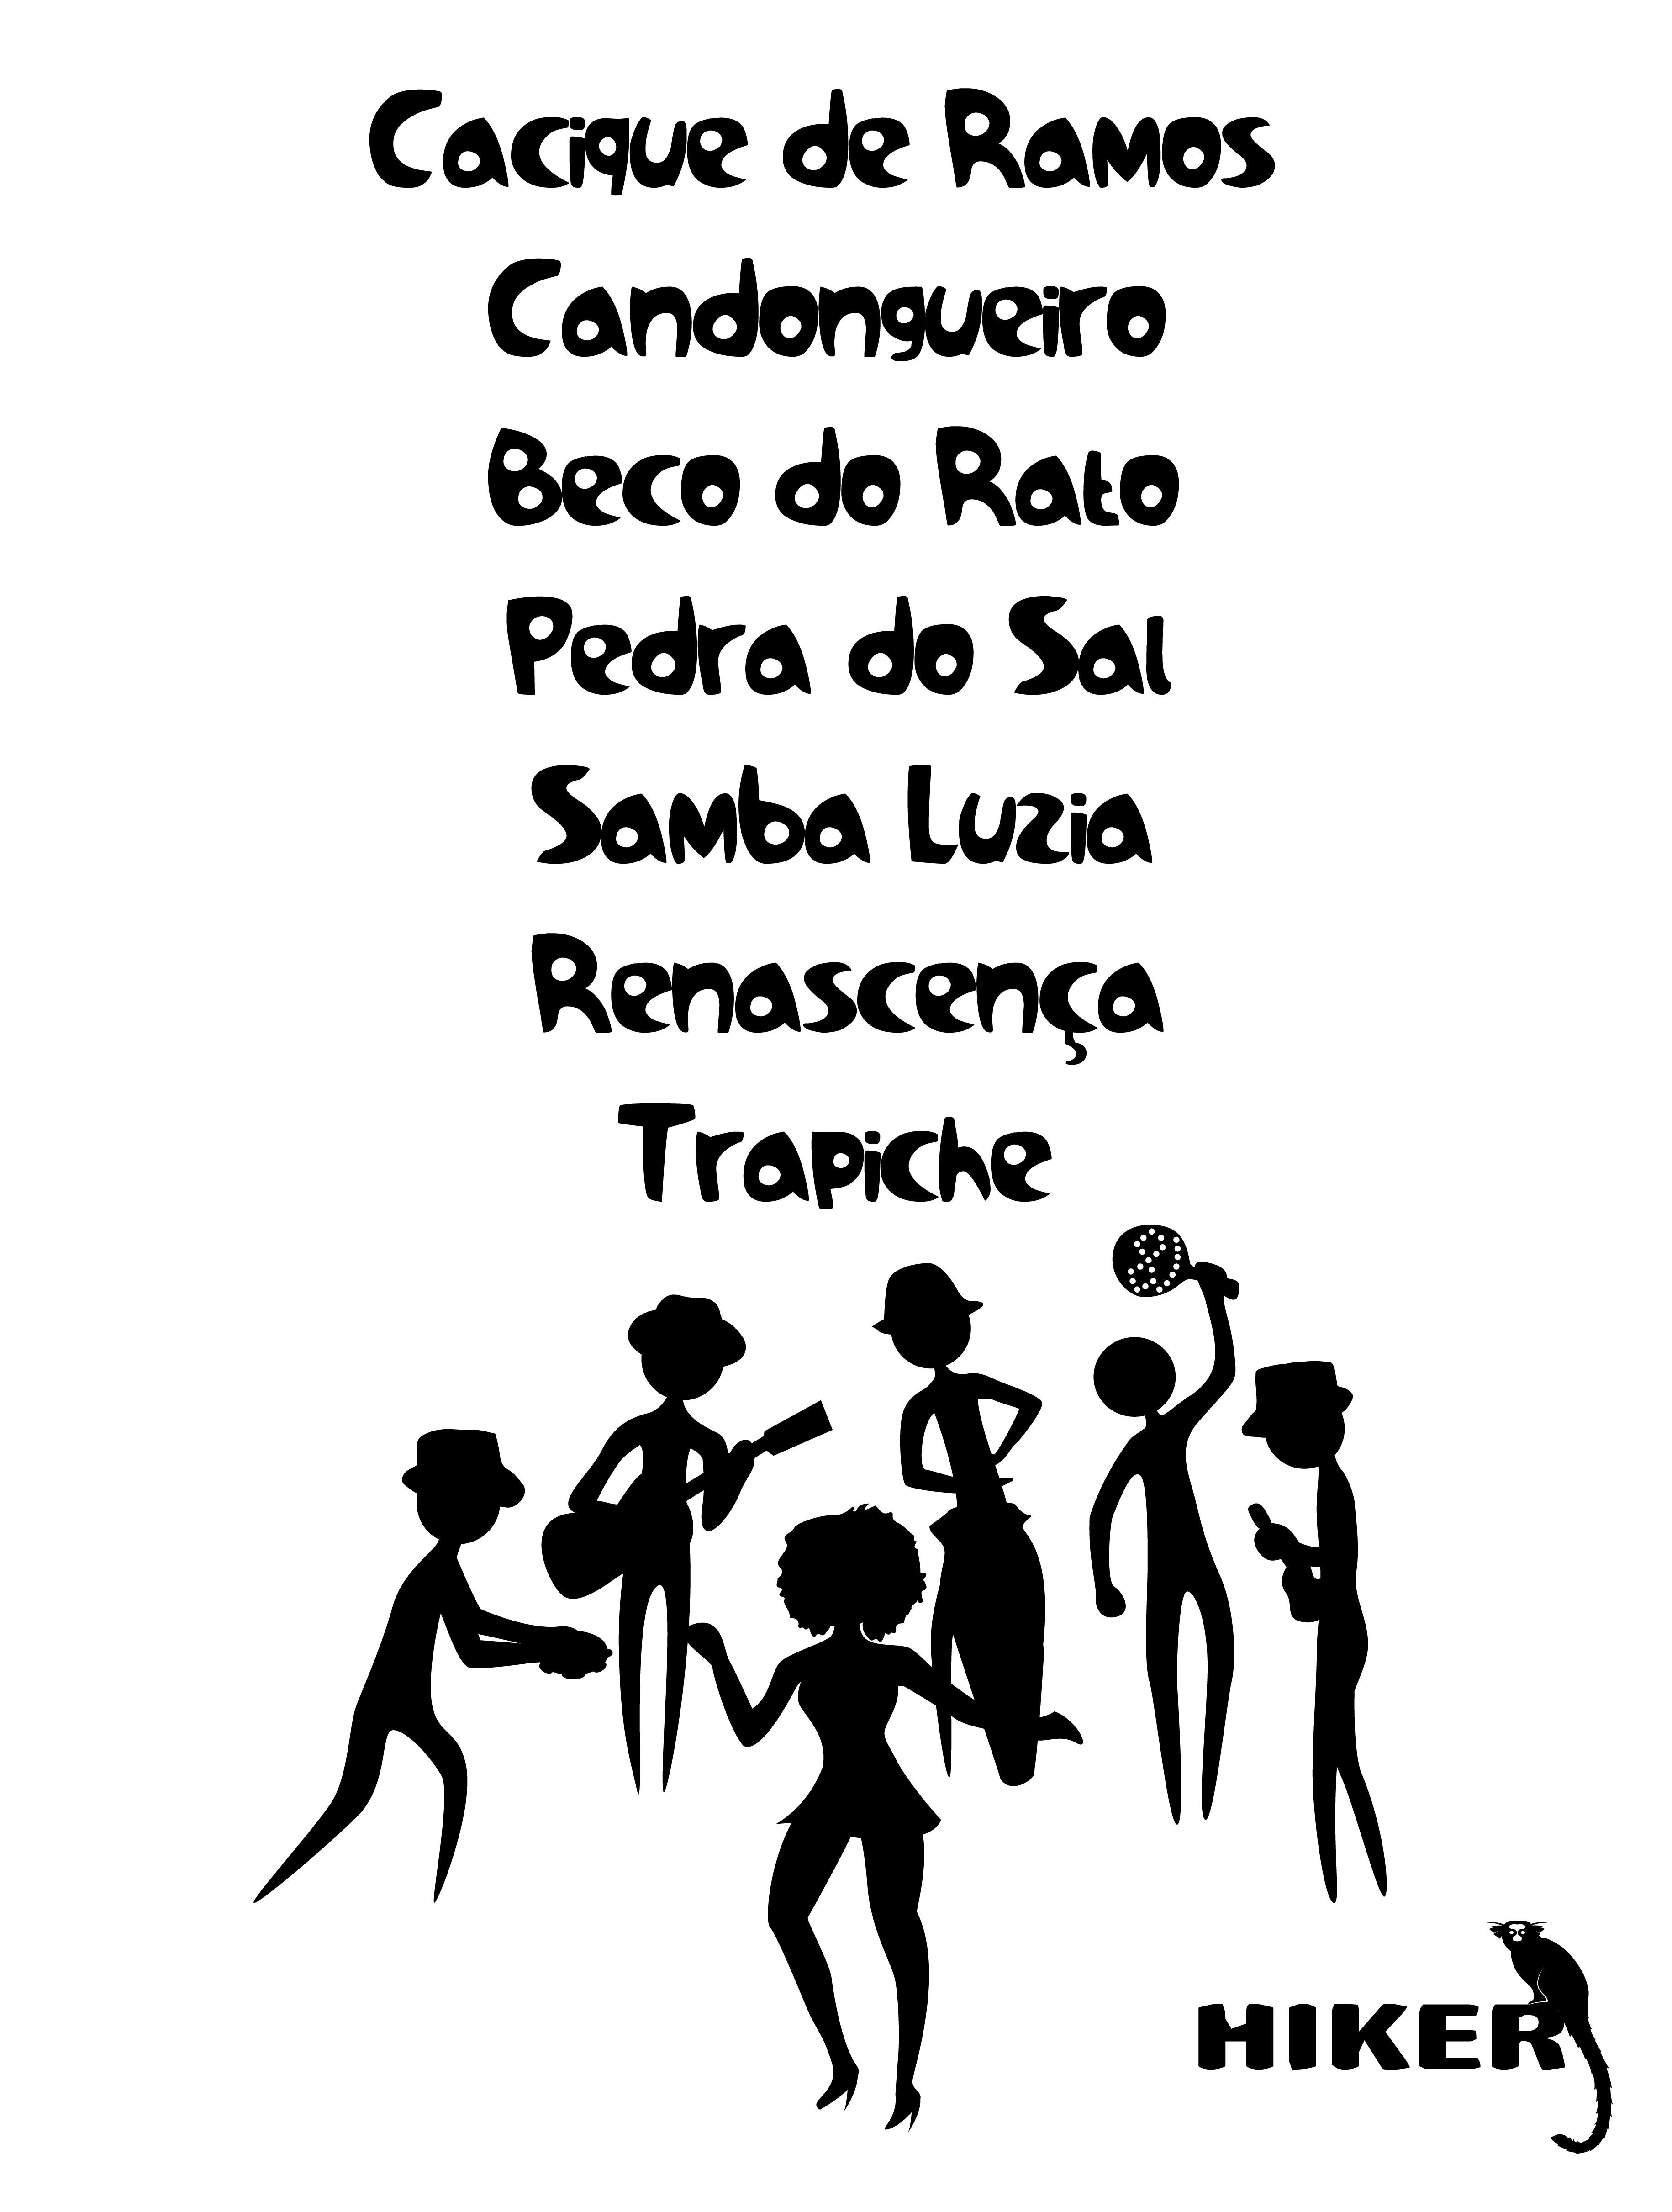 Cacique de Ramos
Candongueiro
Beco do Rato
Pedra do Sal
Samba Luzia
Renascença
Trapiche
HIKER